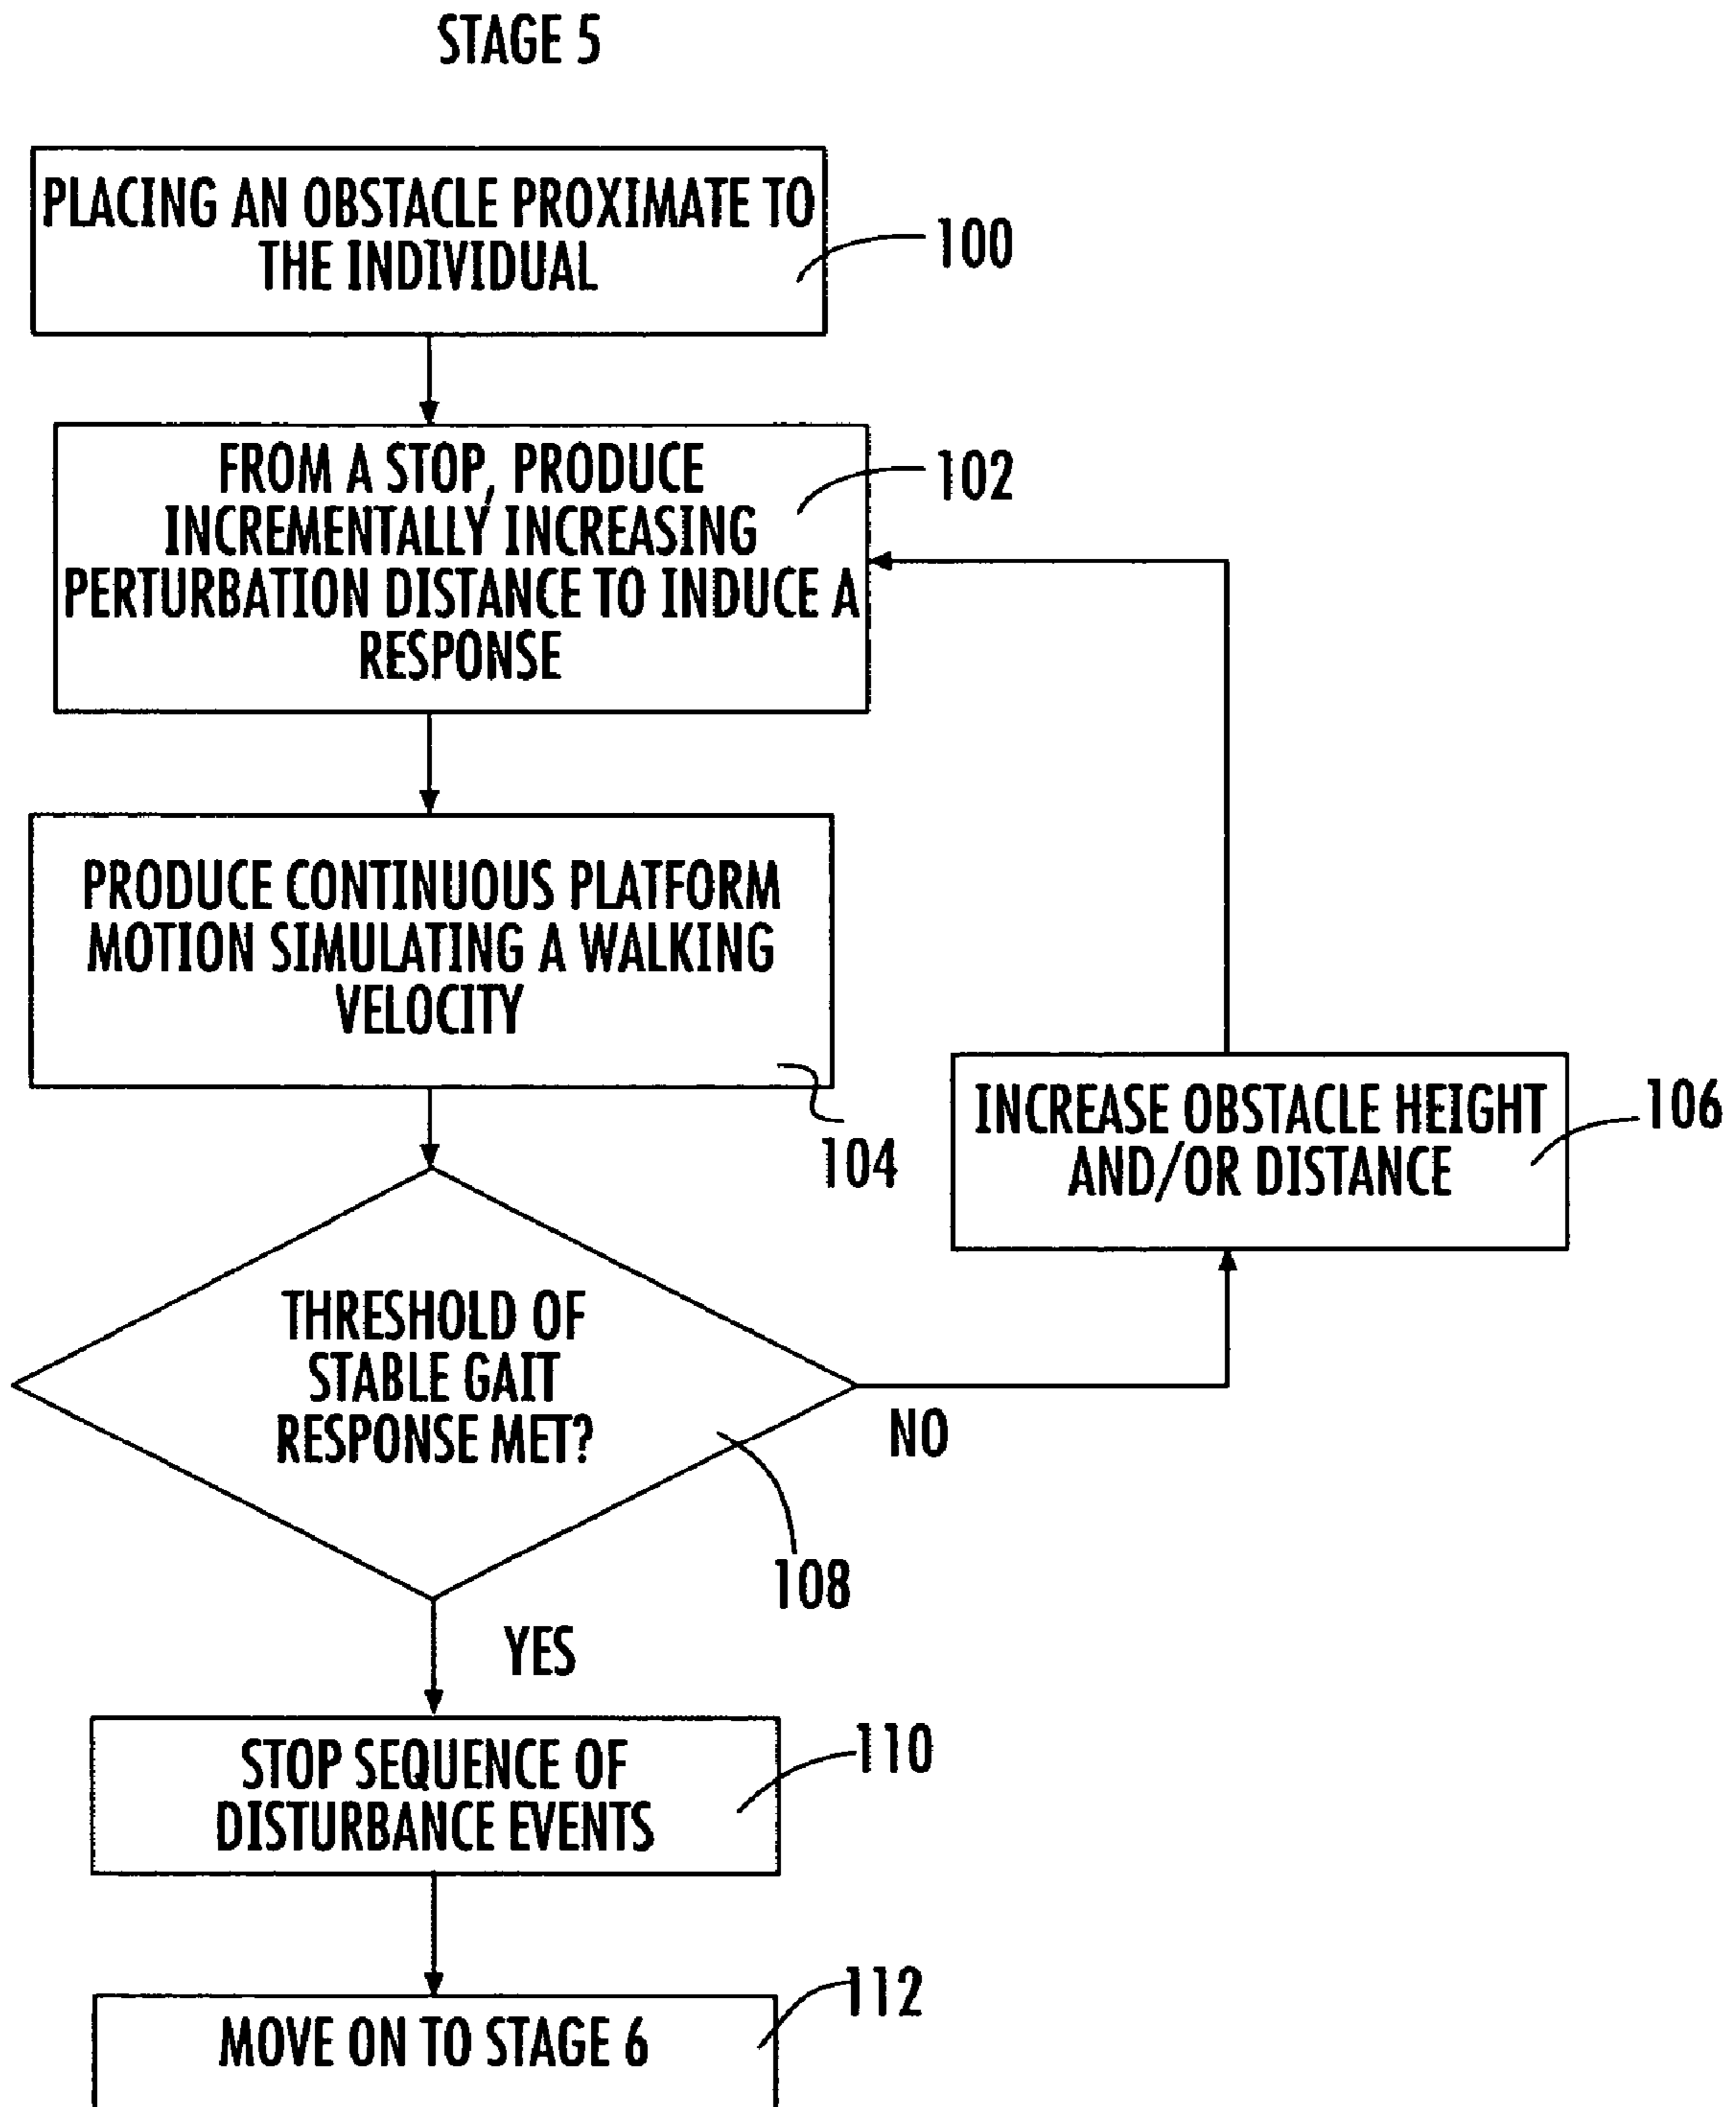 STAGE 5
PLACING AN OBSTACLE PROXIMATE TO
THE INDIVIDUAL
100
FROM A STOP, PRODUCE
INCREMENTALLY INCREASING
PERTURBATION DISTANCE TO INDUCE A
RESPONSE
102
PRODUCE CONTINUOUS PLATFORM
MOTION SIMULATING A WALKING
VELOCITY
104
INCREASE OBSTACLE HEIGHT
AND/OR DISTANCE
106
THRESHOLD OF
STABLE GAIT
RESPONSE MET?
NO
108
YES
STOP SEQUENCE OF
DISTURBANCE EVENTS
110
MOVE ON TO STAGE 6
112